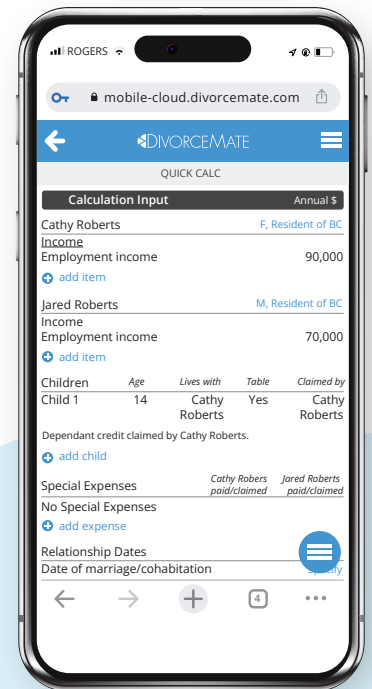 ROGERS
mobile-cloud.divorcemate.com
DIVORCEMATE
QUICK CALC
Calculation Input Annual $
Cathy Roberts F, Resident of BC
Income
Employment income 90,000
add item
Jared Roberts M, Resident of BC
Income
Employment income 70,000
add item
Children Age Lives with Table Claimed by
Child 1 14 Cathy Yes Cathy
Roberts Roberts
Dependant credit claimed by Cathy Roberts.
add child
Cathy Robers Jared Roberts
Special Expenses paid/claimed paid/claimed
No Special Expenses
add expense
Relationship Dates
Date of marriage/cohabitation
4